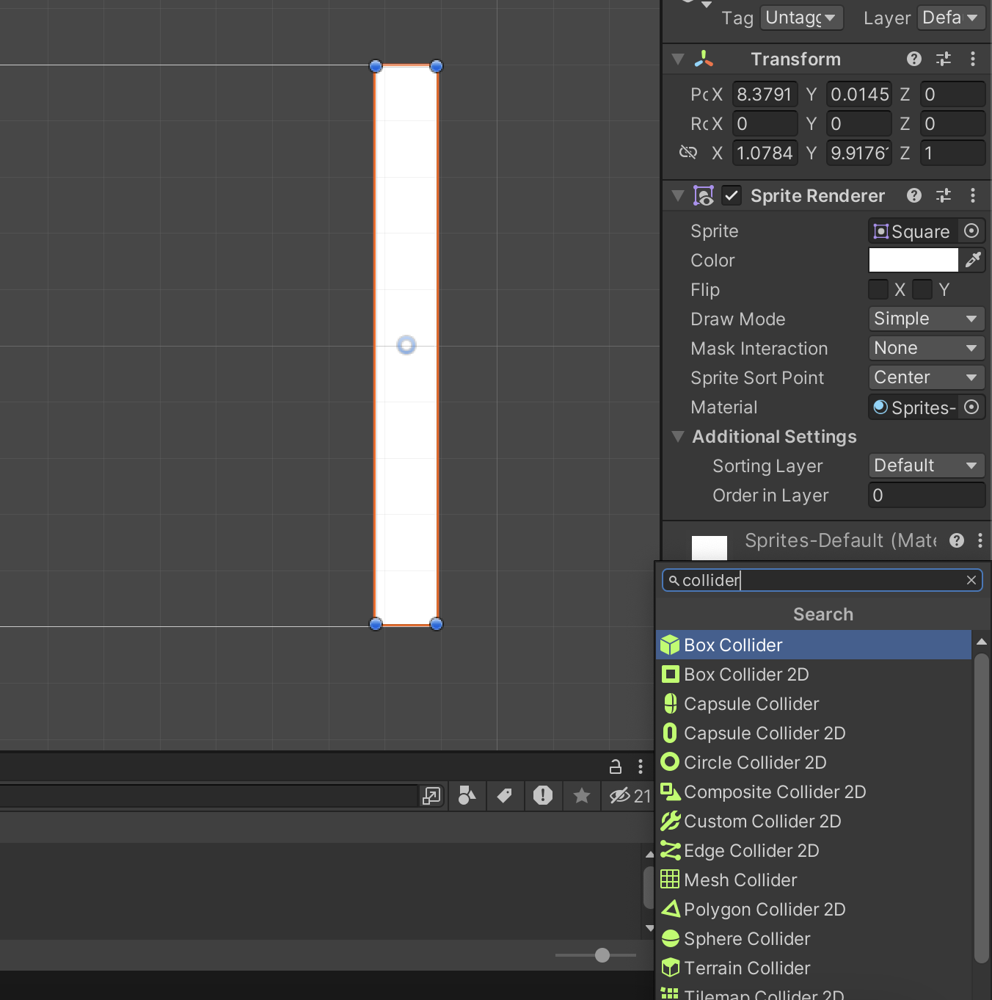 Tag Untagg Layer Defa
Transform
Pc X 8.3791 Y 0.0145 Z 0
Rc X 0 Y 0 Z 0
X 1.0784 Y 9.9176 Z 1
Sprite Renderer
Sprite Square
Color
Flip X Y
Draw Mode Simple
Mask Interaction None
Sprite Sort Point Center
Material Sprites-
Additional Settings
Sorting Layer Default
Order in Layer 0
Sprites-Default (Mate
collider
Search
Box Collider
Box Collider 2D
Capsule Collider
Capsule Collider 2D
Circle Collider 2D
Composite Collider 2D
Custom Collider 2D
Edge Collider 2D
Mesh Collider
Polygon Collider 2D
Sphere Collider
Terrain Collider
Tilemap Collider 2D
21